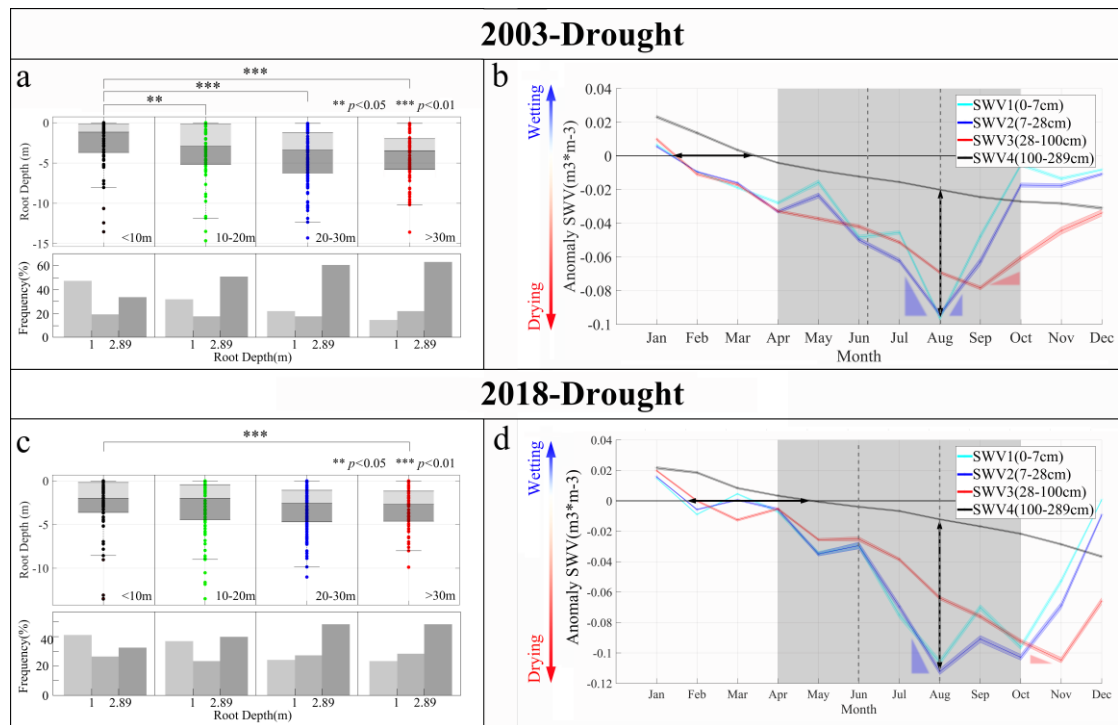 2003-Drought
a
***
***
**
** p<0.05 *** p<0.01
Root Depth (m)
0
-5
-10
-15
<10m
10-20m
20-30m
>30m
Frequency(%)
60
40
20
0
1 2.89 1 2.89 1 2.89 1 2.89
Root Depth(m)
b
Wetting
Drying
Anomaly SWV(m3*m-3)
0.04
0.02
0
-0.02
-0.04
-0.06
-0.08
-0.1
SWV1(0-7cm)
SWV2(7-28cm)
SWV3(28-100cm)
SWV4(100-289cm)
Jan Feb Mar Apr May Jun Jul Aug Sep Oct Nov Dec
Month
2018-Drought
c
***
** p<0.05 *** p<0.01
Root Depth (m)
0
-5
-10
<10m
10-20m
20-30m
>30m
Frequency(%)
40
20
0
1 2.89 1 2.89 1 2.89 1 2.89
Root Depth(m)
d
Wetting
Drying
Anomaly SWV(m3*m-3)
0.04
0.02
0
-0.02
-0.04
-0.06
-0.08
-0.1
-0.12
SWV1(0-7cm)
SWV2(7-28cm)
SWV3(28-100cm)
SWV4(100-289cm)
Jan Feb Mar Apr May Jun Jul Aug Sep Oct Nov Dec
Month